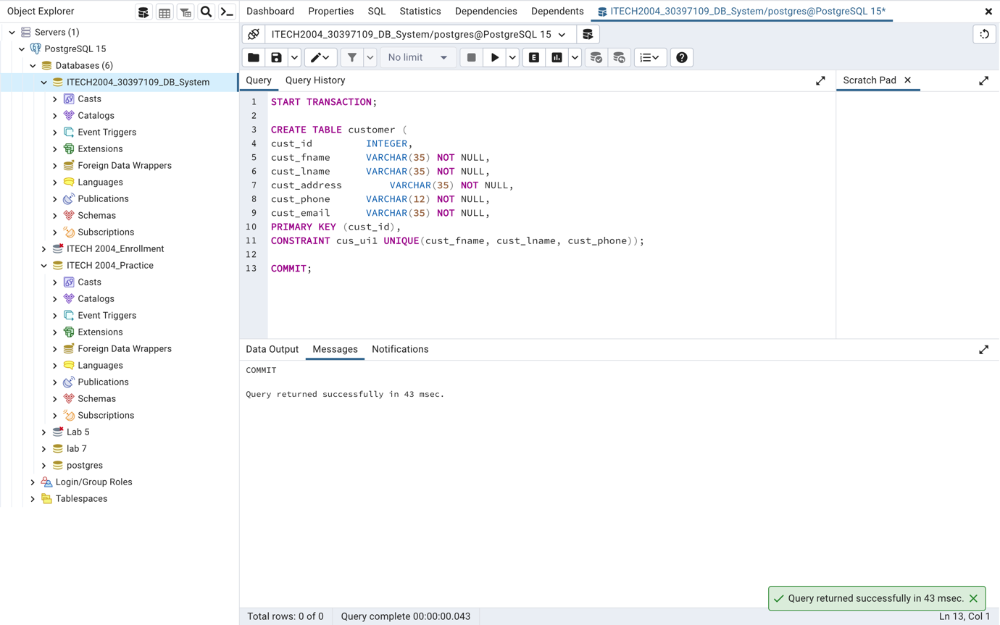 Object Explorer
Dashboard Properties SQL Statistics Dependencies Dependents ITECH2004_30397109_DB_System/postgres@PostgreSQL 15*
Servers (1)
PostgreSQL 15
Databases (6)
ITECH2004_30397109_DB_System
Casts
Catalogs
Event Triggers
Extensions
Foreign Data Wrappers
Languages
Publications
Schemas
Subscriptions
ITECH 2004_Enrollment
ITECH 2004_Practice
Casts
Catalogs
Event Triggers
Extensions
Foreign Data Wrappers
Languages
Publications
Schemas
Subscriptions
Lab 5
lab 7
postgres
Login/Group Roles
Tablespaces
ITECH2004_30397109_DB_System/postgres@PostgreSQL 15
No limit E
Query Query History
Scratch Pad
1 START TRANSACTION;
2
3 CREATE TABLE customer (
4 cust_id INTEGER,
5 cust_fname VARCHAR(35) NOT NULL,
6 cust_lname VARCHAR(35) NOT NULL,
7 cust_address VARCHAR(35) NOT NULL,
8 cust_phone VARCHAR(12) NOT NULL,
9 cust_email VARCHAR(35) NOT NULL,
10 PRIMARY KEY (cust_id),
11 CONSTRAINT cus_ui1 UNIQUE(cust_fname, cust_lname, cust_phone));
12
13 COMMIT;
Data Output Messages Notifications
COMMIT
Query returned successfully in 43 msec.
Query returned successfully in 43 msec.
Total rows: 0 of 0 Query complete 00:00:00.043 Ln 13, Col 1